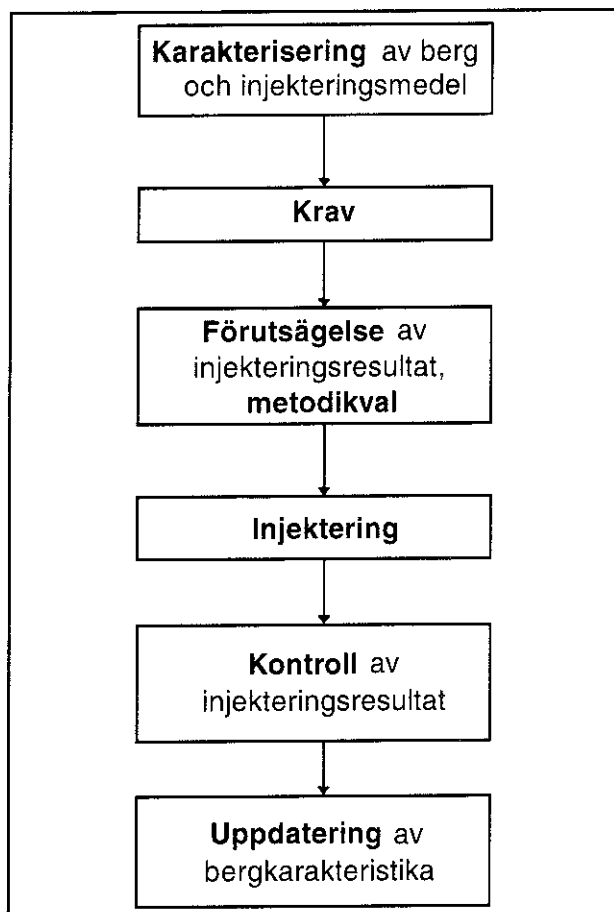 Karakterisering av berg
och injekteringsmedel
Krav
Förutsägelse av
injekteringsresultat,
metodikval
Injektering
Kontroll av
injekteringsresultat
Uppdatering av
bergkarakteristika